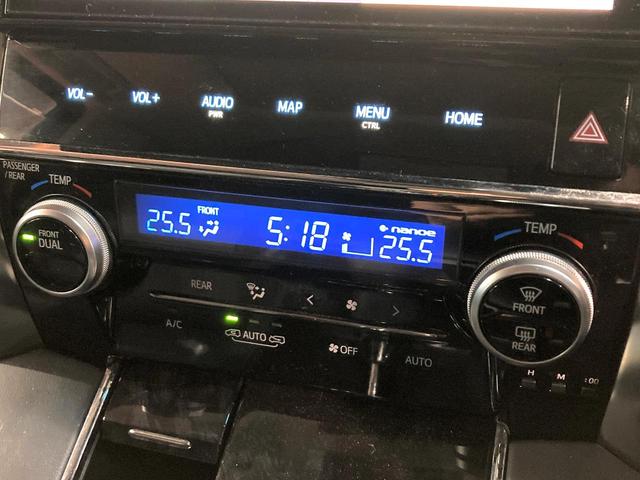 VOL- VOL+ AUDIO MAP MENU HOME
PWR CTRL
PASSENGER
/REAR
TEMP
FRONT
DUAL
FRONT
25.5 5:18 nanoe 25.5
TEMP
FRONT
REAR
REAR
A/C AUTO OFF AUTO
H M :00